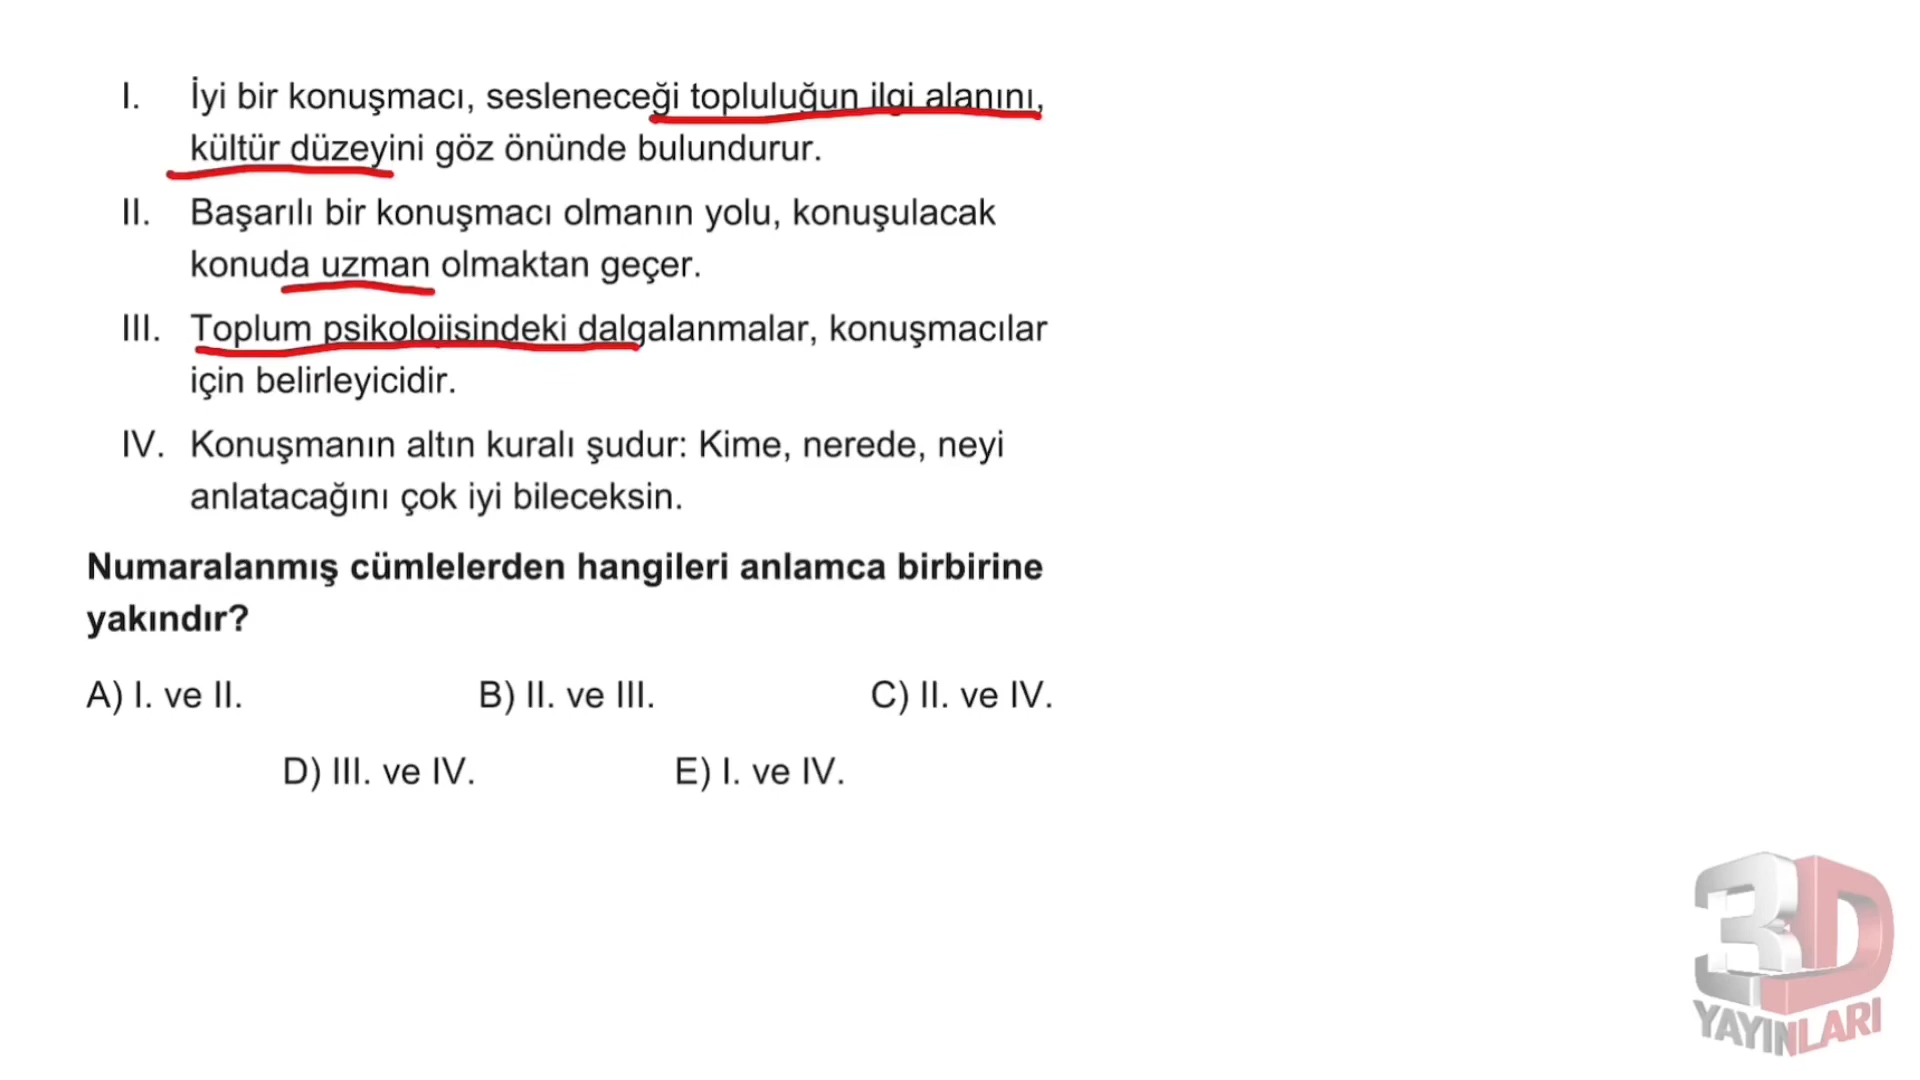 I. İyi bir konuşmacı, sesleneceği topluluğun ilgi alanını,
kültür düzeyini göz önünde bulundurur.
II. Başarılı bir konuşmacı olmanın yolu, konuşulacak
konuda uzman olmaktan geçer.
III. Toplum psikolojisindeki dalgalanmalar, konuşmacılar
için belirleyicidir.
IV. Konuşmanın altın kuralı şudur: Kime, nerede, neyi
anlatacağını çok iyi bileceksin.
Numaralanmış cümlelerden hangileri anlamca birbirine
yakındır?
A) I. ve II. B) II. ve III. C) II. ve IV.
D) III. ve IV. E) I. ve IV.
3D
YAYINLARI